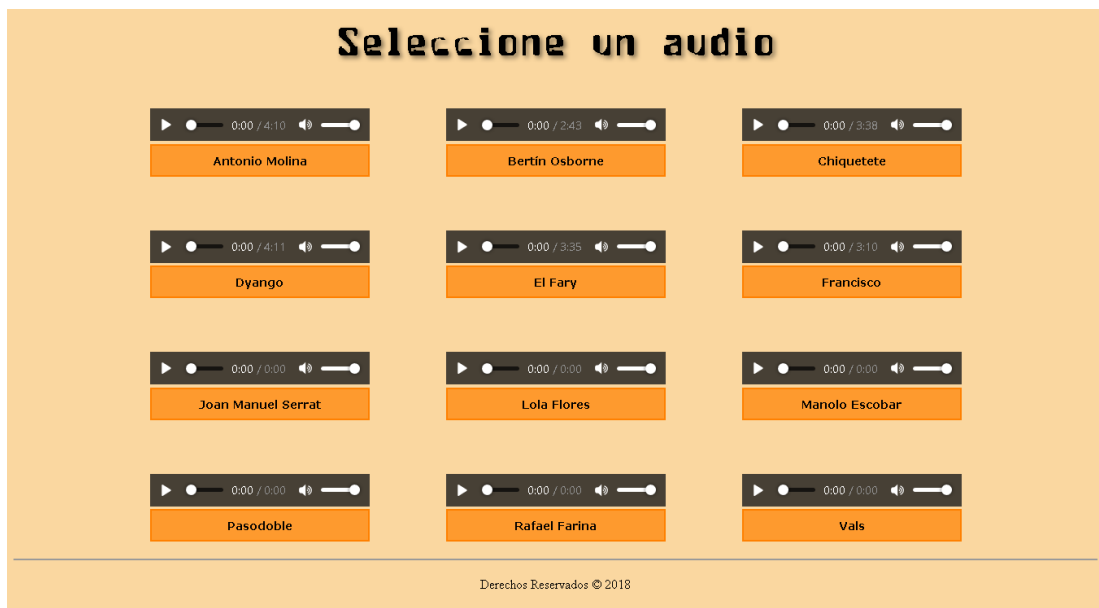 Seleccione un audio
0:00 / 4:10 0:00 / 2:43 0:00 / 3:38
Antonio Molina Bertín Osborne Chiquetete
0:00 / 4:11 0:00 / 3:35 0:00 / 3:10
Dyango El Fary Francisco
0:00 / 0:00 0:00 / 0:00 0:00 / 0:00
Joan Manuel Serrat Lola Flores Manolo Escobar
0:00 / 0:00 0:00 / 0:00 0:00 / 0:00
Pasodoble Rafael Farina Vals
Derechos Reservados © 2018